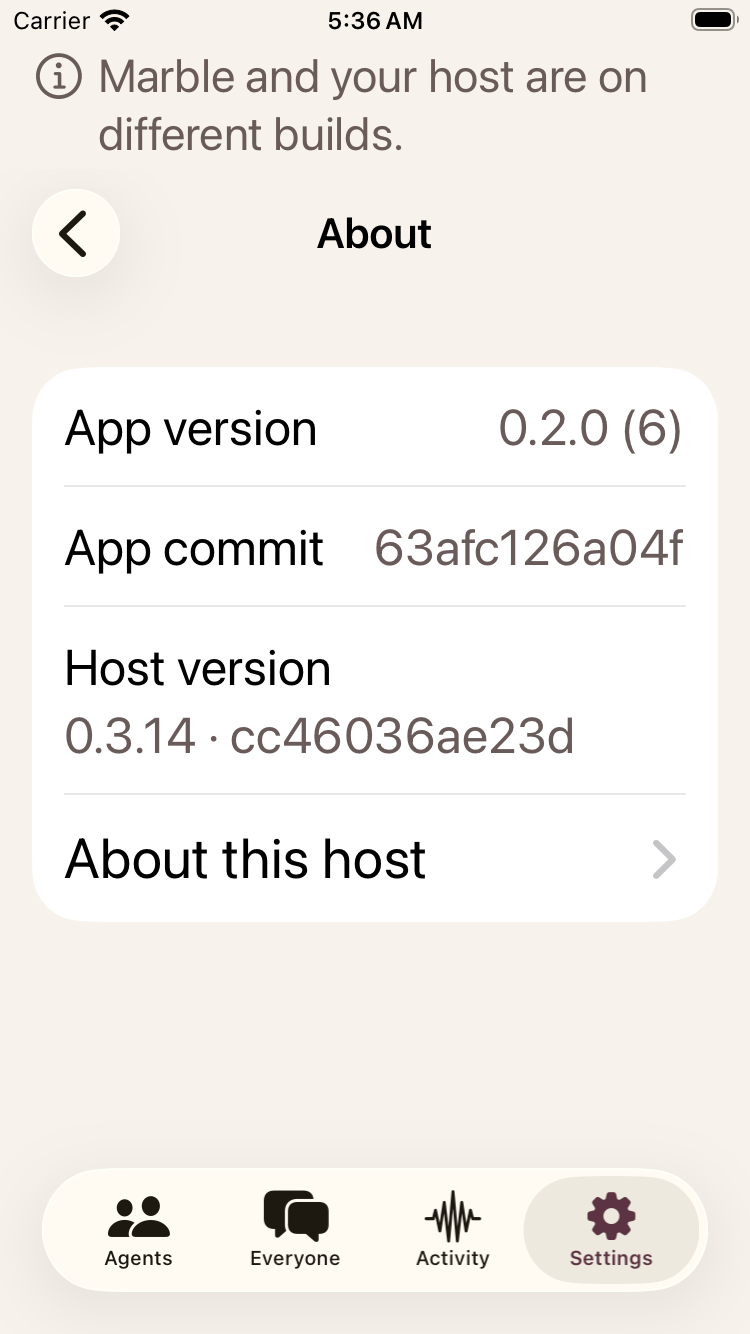 Carrier 5:36 AM
Marble and your host are on
different builds.
About
App version 0.2.0 (6)
App commit 63afc126a04f
Host version
0.3.14 · cc46036ae23d
About this host
Agents Everyone Activity Settings